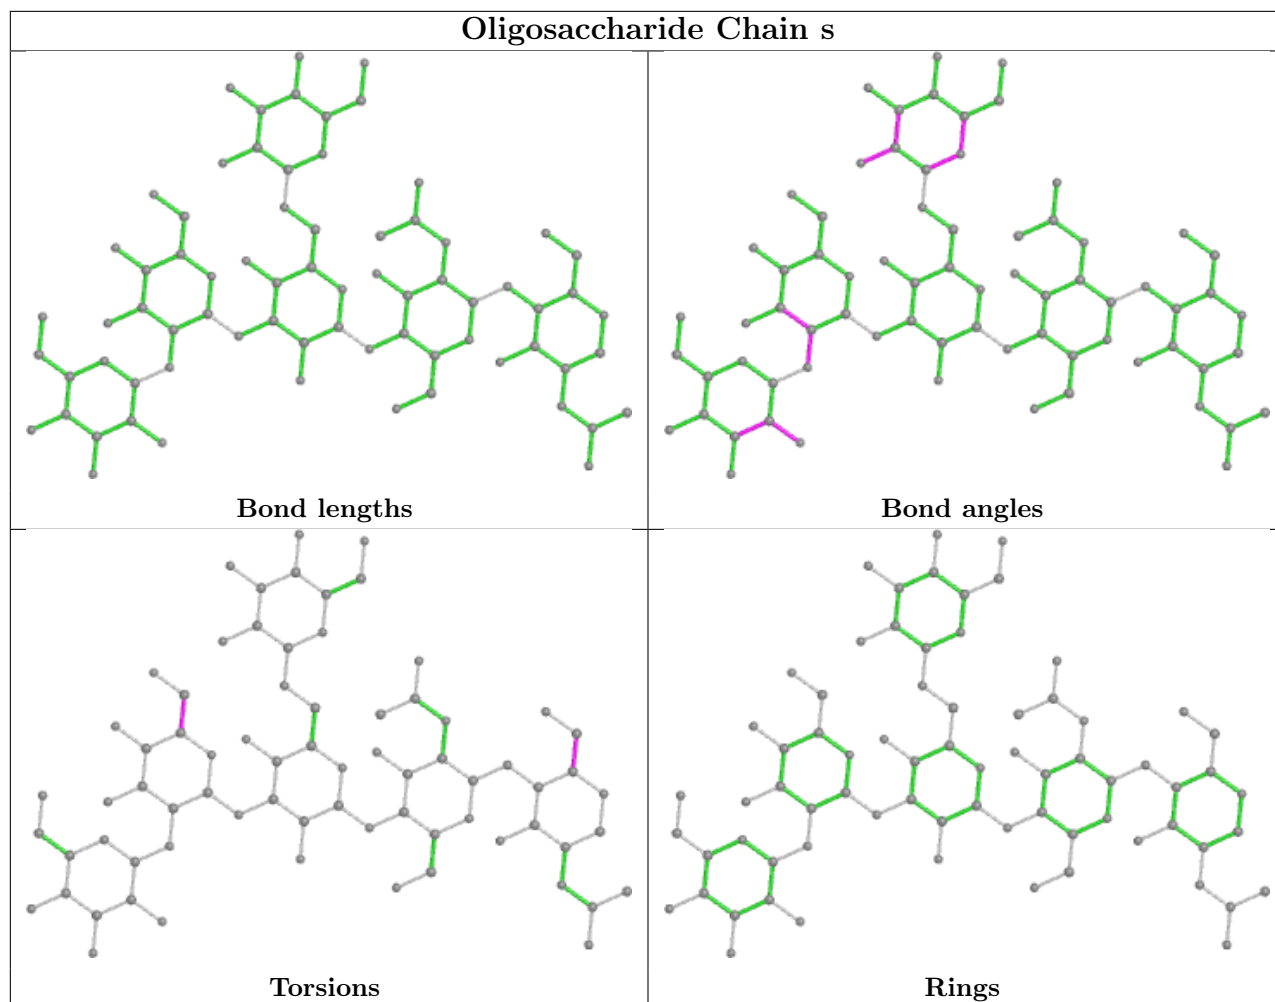 Oligosaccharide Chain s
Bond lengths
Bond angles
Torsions
Rings